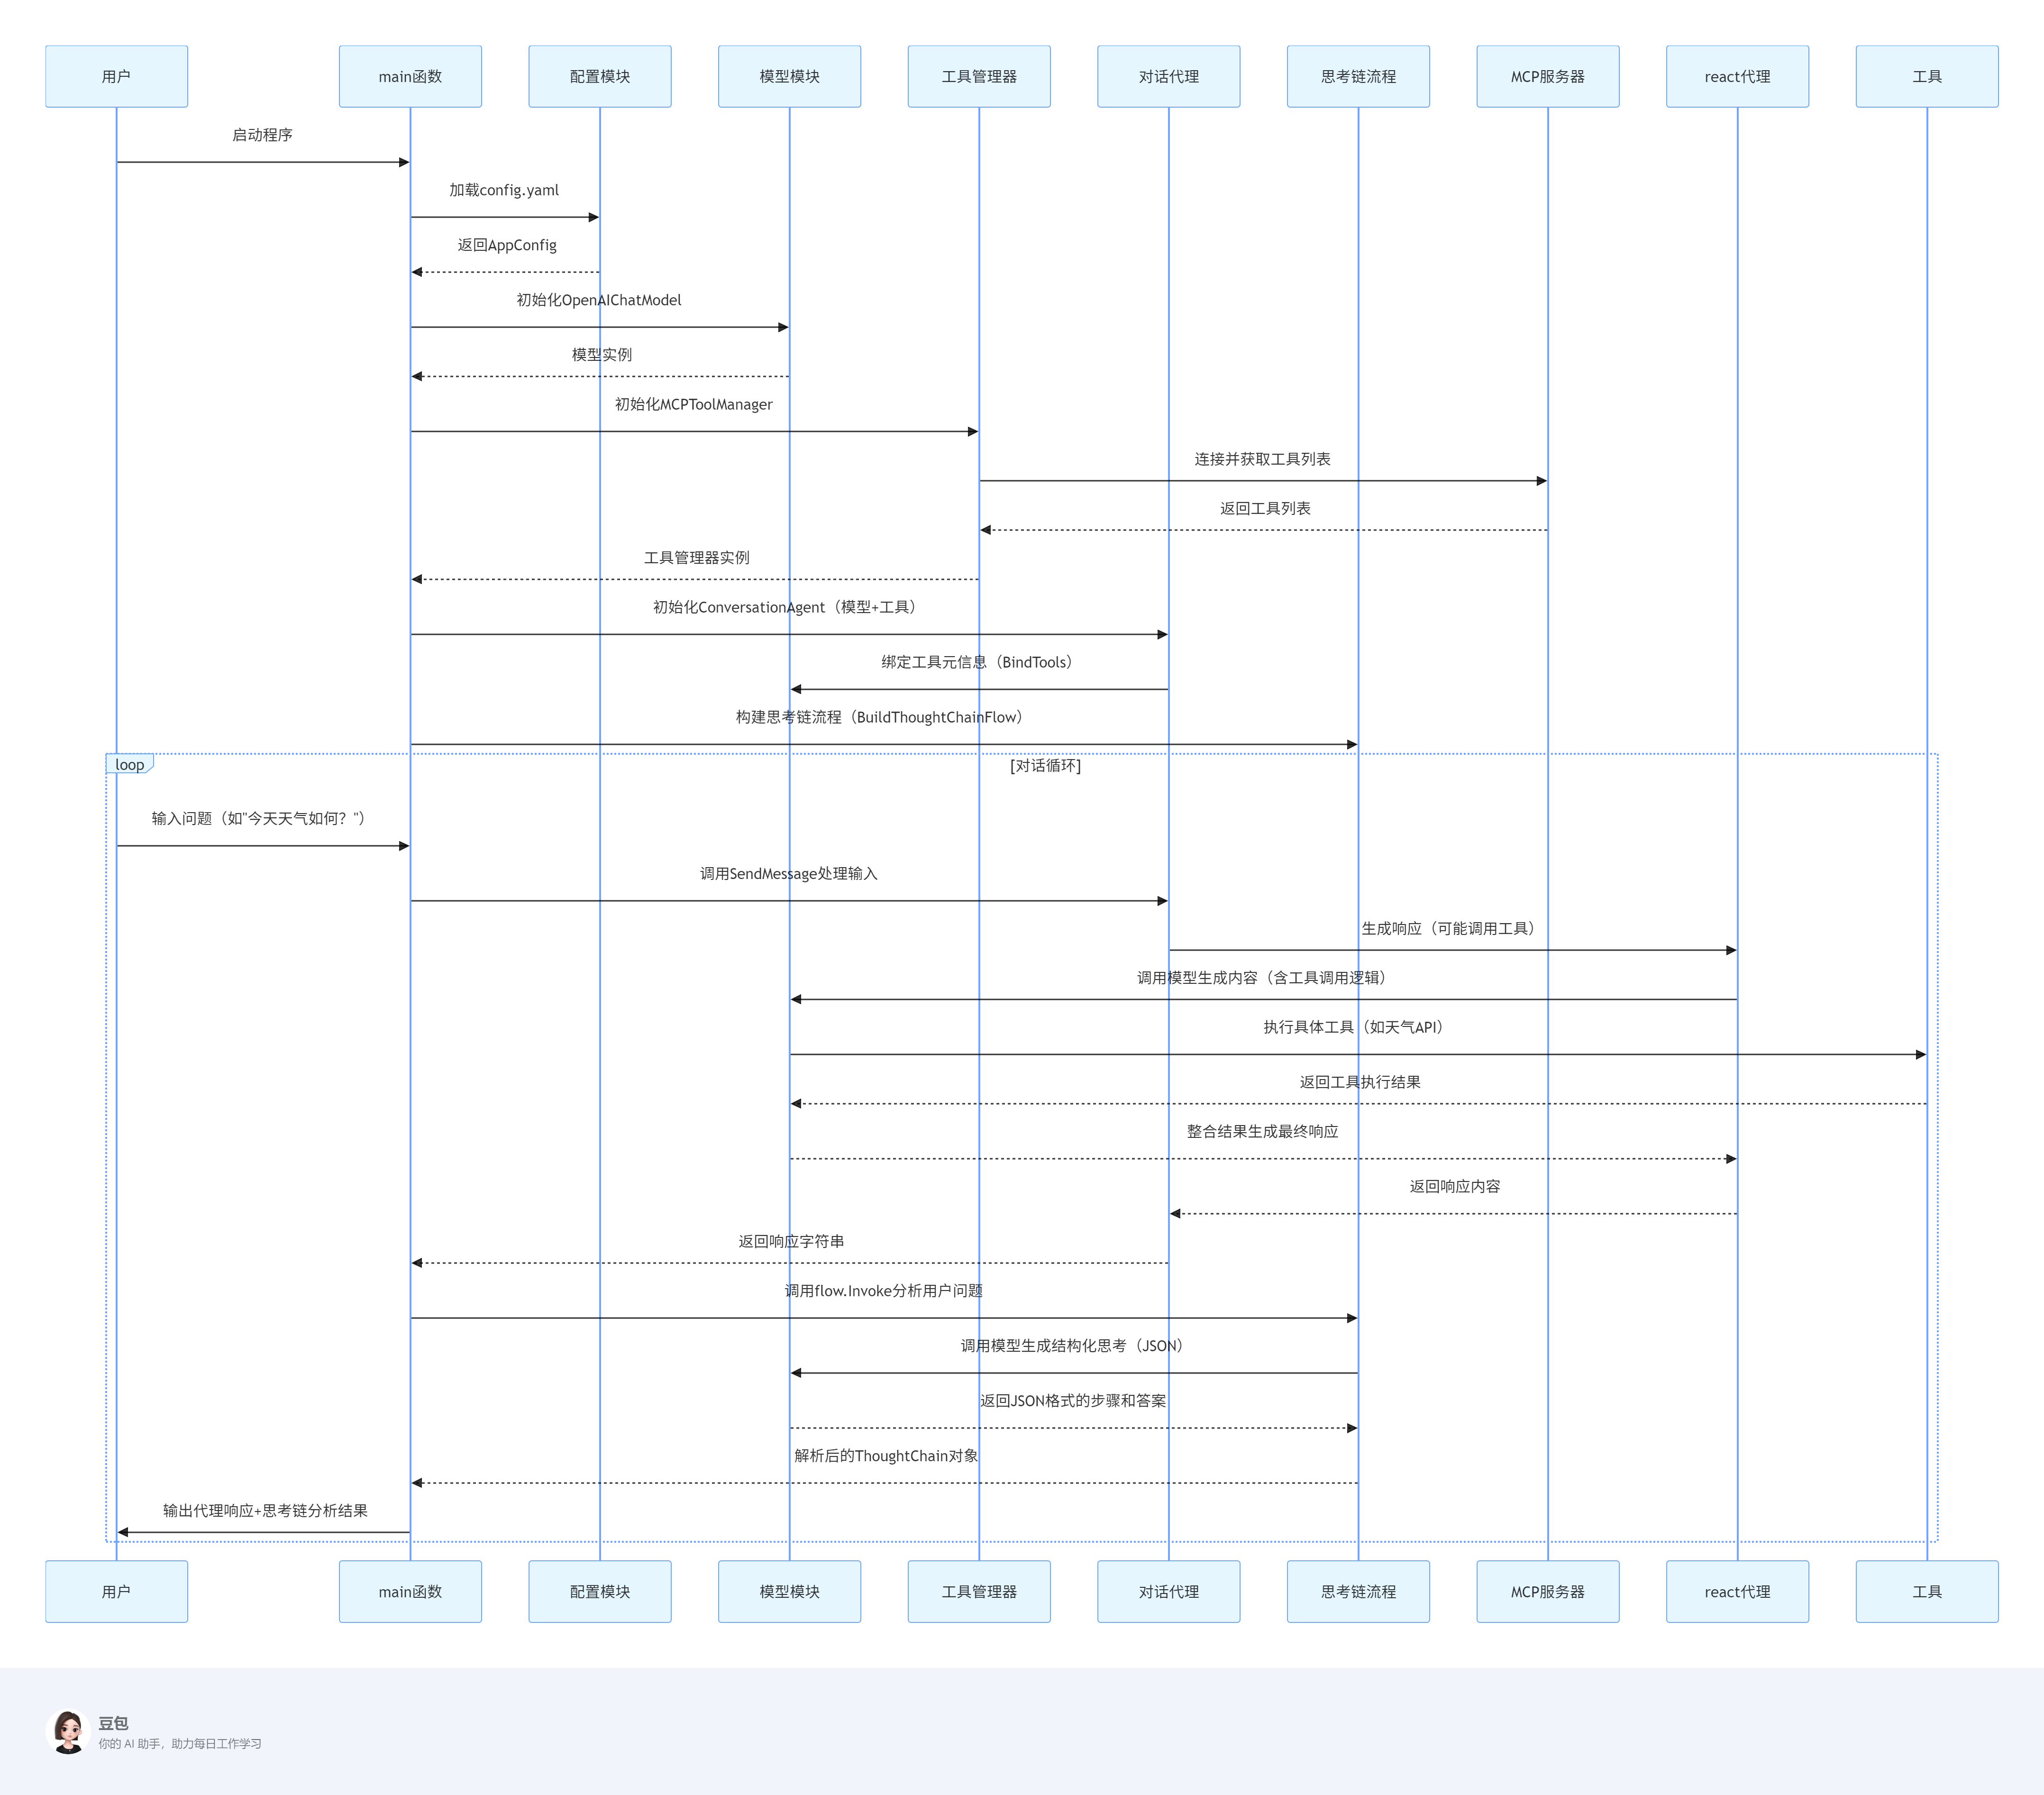 用户
main函数
配置模块
模型模块
工具管理器
对话代理
思考链流程
MCP服务器
react代理
工具
启动程序
加载config.yaml
返回AppConfig
初始化OpenAIChatModel
模型实例
初始化MCPToolManager
连接并获取工具列表
返回工具列表
工具管理器实例
初始化ConversationAgent（模型+工具）
绑定工具元信息（BindTools）
构建思考链流程（BuildThoughtChainFlow）
loop
[对话循环]
输入问题（如"今天天气如何？"）
调用SendMessage处理输入
生成响应（可能调用工具）
调用模型生成内容（含工具调用逻辑）
执行具体工具（如天气API）
返回工具执行结果
整合结果生成最终响应
返回响应内容
返回响应字符串
调用flow.Invoke分析用户问题
调用模型生成结构化思考（JSON）
返回JSON格式的步骤和答案
解析后的ThoughtChain对象
输出代理响应+思考链分析结果
用户
main函数
配置模块
模型模块
工具管理器
对话代理
思考链流程
MCP服务器
react代理
工具
豆包
你的 AI 助手，助力每日工作学习